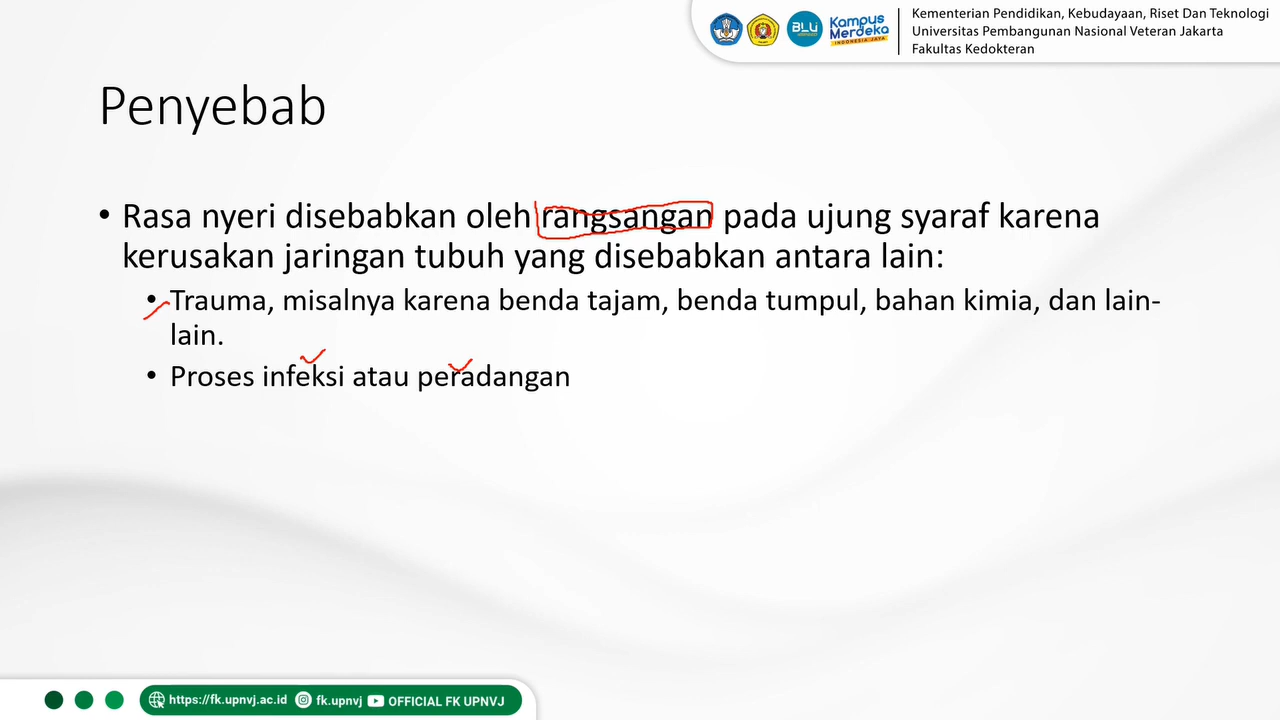 BLU
Kampus
Merdeka
INDONESIA JAYA
Kementerian Pendidikan, Kebudayaan, Riset Dan Teknologi
Universitas Pembangunan Nasional Veteran Jakarta
Fakultas Kedokteran
Penyebab
• Rasa nyeri disebabkan oleh rangsangan pada ujung syaraf karena
kerusakan jaringan tubuh yang disebabkan antara lain:
• Trauma, misalnya karena benda tajam, benda tumpul, bahan kimia, dan lain-
lain.
• Proses infeksi atau peradangan
https://fk.upnvj.ac.id fk.upnvj OFFICIAL FK UPNVJ